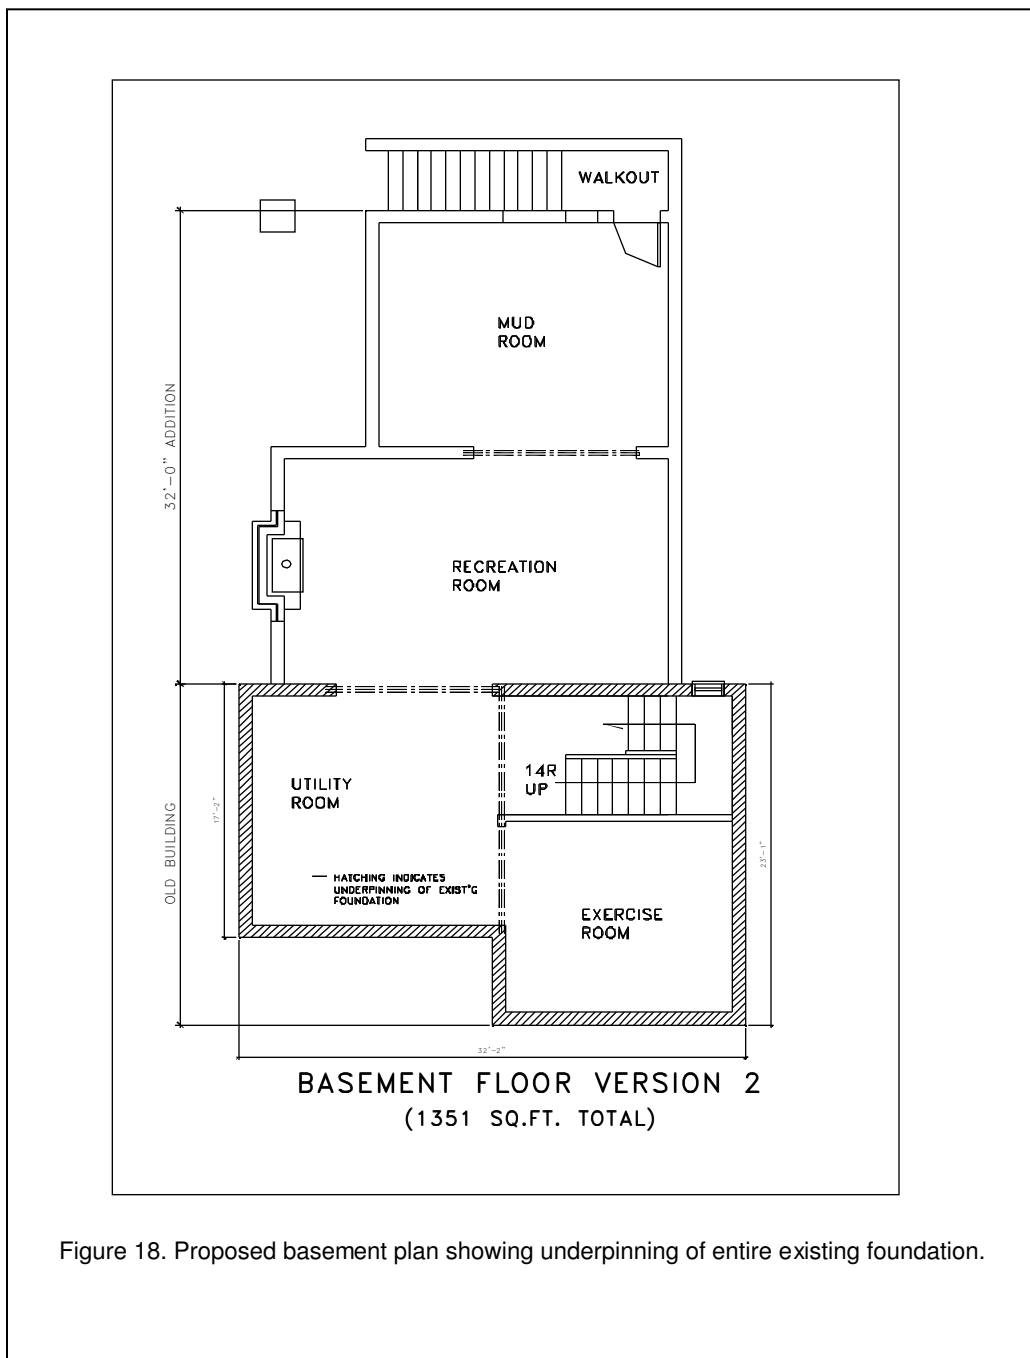 WALKOUT
MUD
ROOM
32'-0" ADDITION
RECREATION
ROOM
14R
UP
UTILITY
ROOM
17'-2"
OLD BUILDING
23'-1"
HATCHING INDICATES
UNDERPINNING OF EXIST'G
FOUNDATION
EXERCISE
ROOM
32'-2"
BASEMENT FLOOR VERSION 2
(1351 SQ.FT. TOTAL)
Figure 18. Proposed basement plan showing underpinning of entire existing foundation.